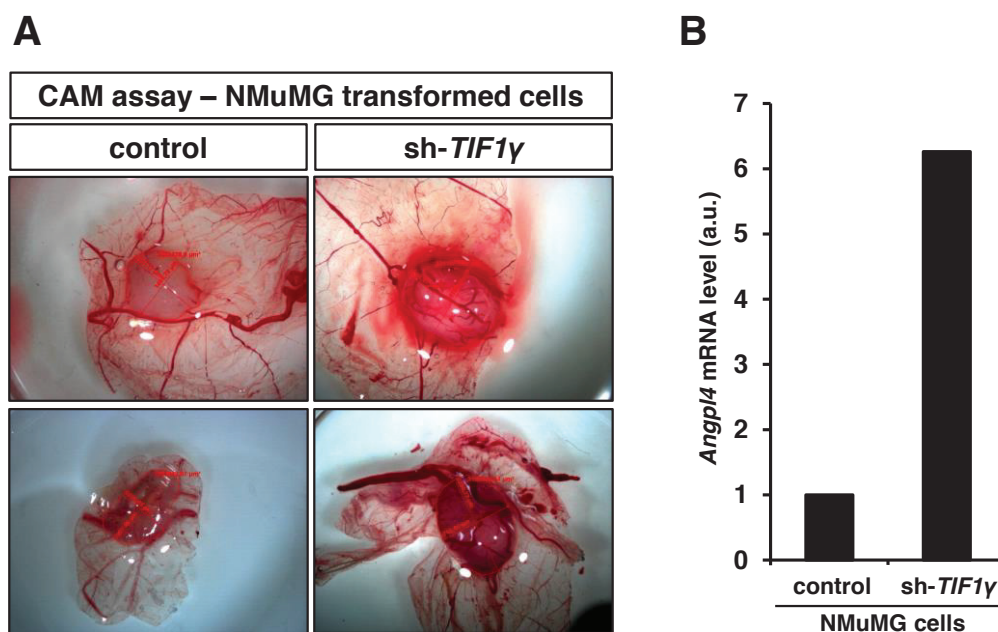 A
CAM assay – NMuMG transformed cells
control
sh-TIF1γ
B
Angpl4 mRNA level (a.u.)
7
6
5
4
3
2
1
0
control
sh-TIF1γ
NMuMG cells